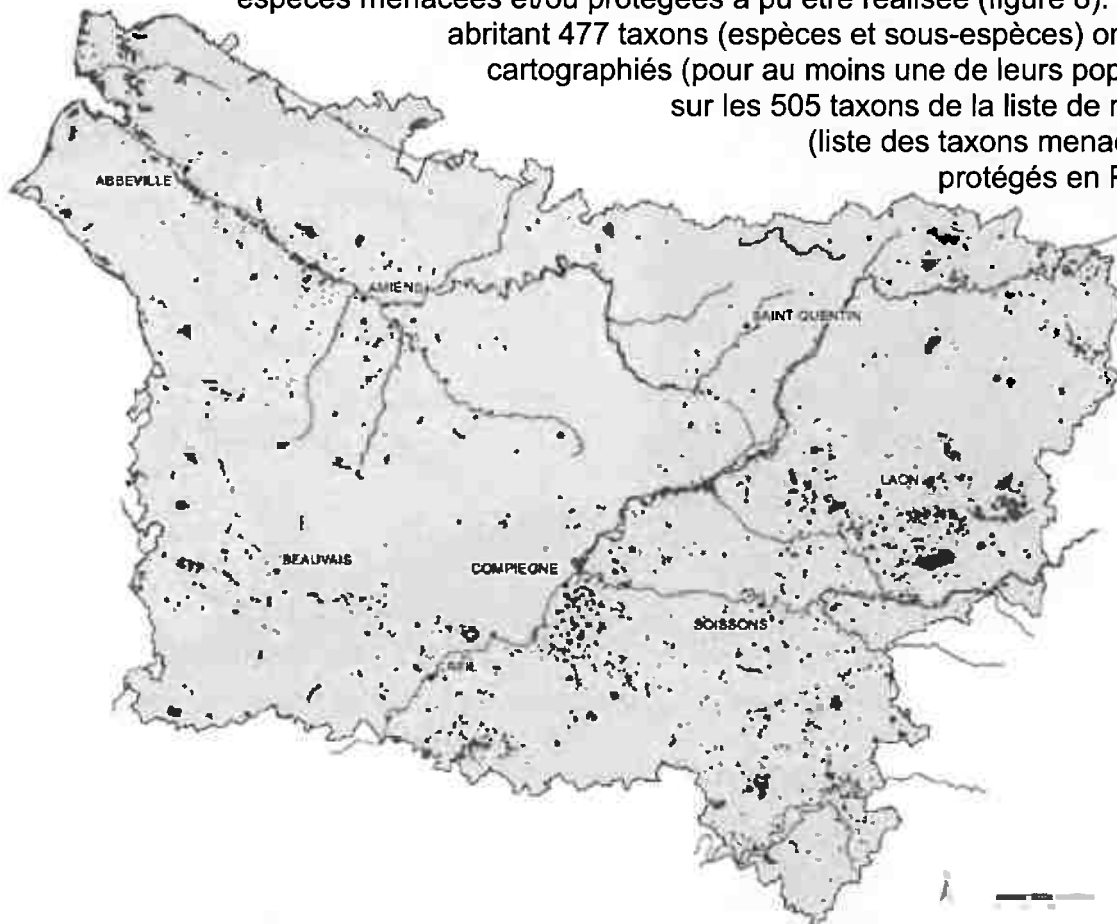 espèces menacées et/ou protégées a pu être réalisée (figure 8).
abritant 477 taxons (espèces et sous-espèces) on
cartographiés (pour au moins une de leurs pop
sur les 505 taxons de la liste de r
(liste des taxons menac
protégés en F
ABBEVILLE
AMIENS
SAINT QUENTIN
LAON
BEAUVAIS
COMPIEGNE
SOISSONS
CREIL